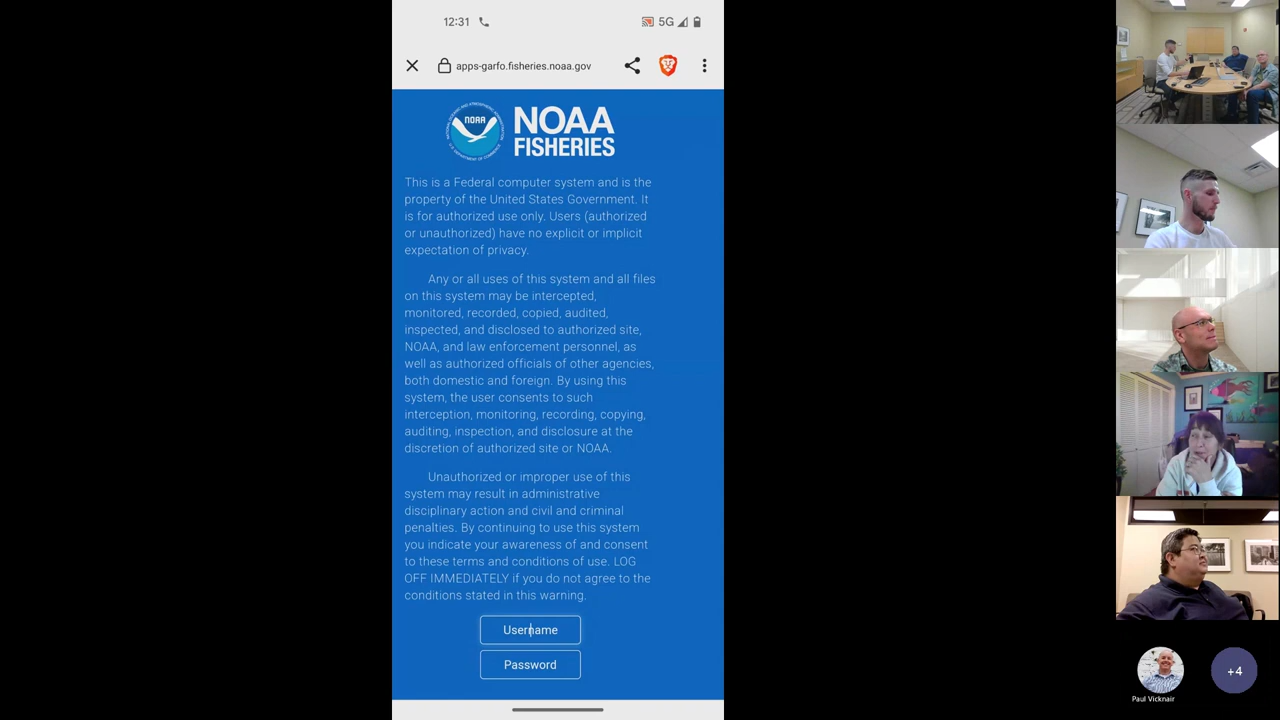 12:31
5G
apps-garfo.fisheries.noaa.gov
NOAA
NOAA
FISHERIES
This is a Federal computer system and is the
property of the United States Government. It
is for authorized use only. Users (authorized
or unauthorized) have no explicit or implicit
expectation of privacy.
Any or all uses of this system and all files
on this system may be intercepted,
monitored, recorded, copied, audited,
inspected, and disclosed to authorized site,
NOAA, and law enforcement personnel, as
well as authorized officials of other agencies,
both domestic and foreign. By using this
system, the user consents to such
interception, monitoring, recording, copying,
auditing, inspection, and disclosure at the
discretion of authorized site or NOAA.
Unauthorized or improper use of this
system may result in administrative
disciplinary action and civil and criminal
penalties. By continuing to use this system
you indicate your awareness of and consent
to these terms and conditions of use. LOG
OFF IMMEDIATELY if you do not agree to the
conditions stated in this warning.
Username
Password
Paul Vicknair
+4